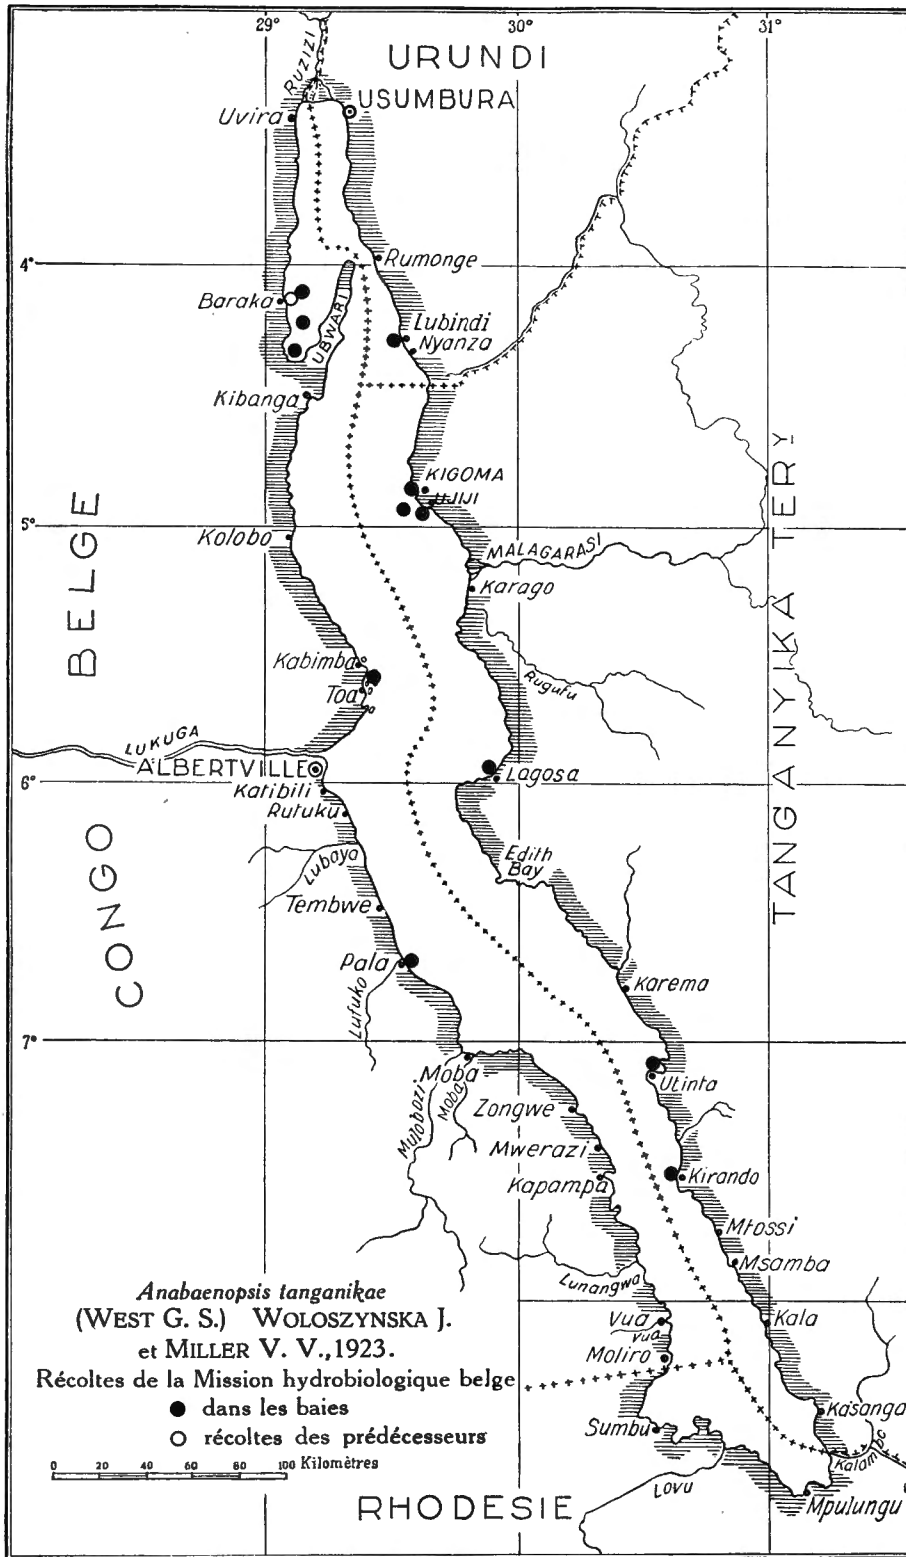 29° 30° 31°
RUZIZI
URUNDI
USUMBURA
Uvira
4°
Rumonge
Baraka
UBWARI
Lubindi
Nyanza
Kibanga
KIGOMA
UJIJI
5°
Kolobo
MALAGARASI
Karago
BELGE
TANGANYIKA TERY
Kabimba
Toa
Rugufu
LUKUGA
ALBERTVILLE
6°
Lagosa
Katibili
Rutuku
Edith
Bay
Lubaya
CONGO
Tembwe
Pala
Karema
Lufuko
7°
Moba
Utinta
Mulobozi
Moba
Zongwe
Mwerazi
Kirando
Kapampa
Mtossi
Msamba
Lunangwa
Vua
Vua
Kala
Moliro
Kasanga
Sumbu
Kalambo
Lovu
Mpulungu
RHODESIE
Anabaenopsis tanganikae
(WEST G. S.) WOLOSZYNSKA J.
et MILLER V. V., 1923.
Récoltes de la Mission hydrobiologique belge
● dans les baies
○ récoltes des prédécesseurs
0 20 40 60 80 100 Kilomètres